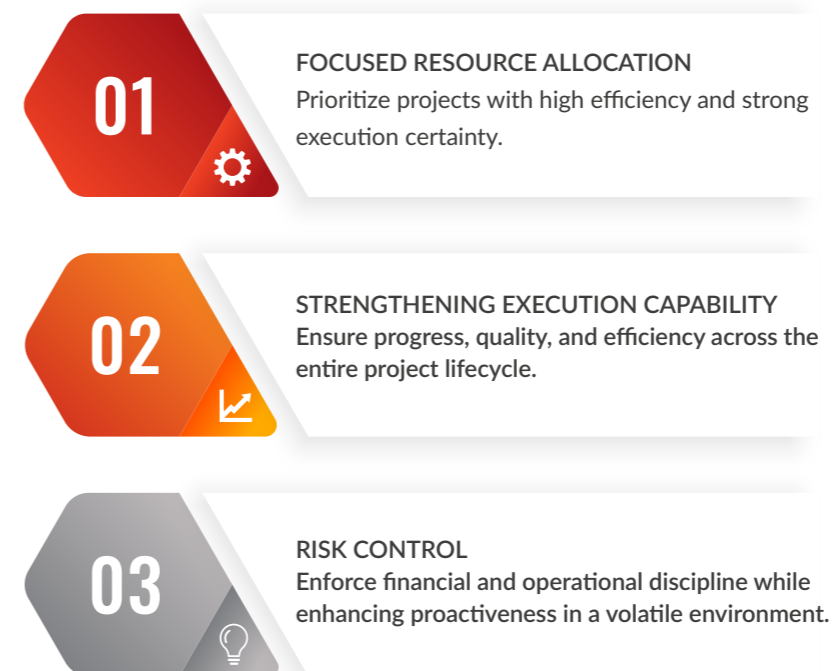 01
FOCUSED RESOURCE ALLOCATION
Prioritize projects with high efficiency and strong
execution certainty.
02
STRENGTHENING EXECUTION CAPABILITY
Ensure progress, quality, and efficiency across the
entire project lifecycle.
03
RISK CONTROL
Enforce financial and operational discipline while
enhancing proactiveness in a volatile environment.